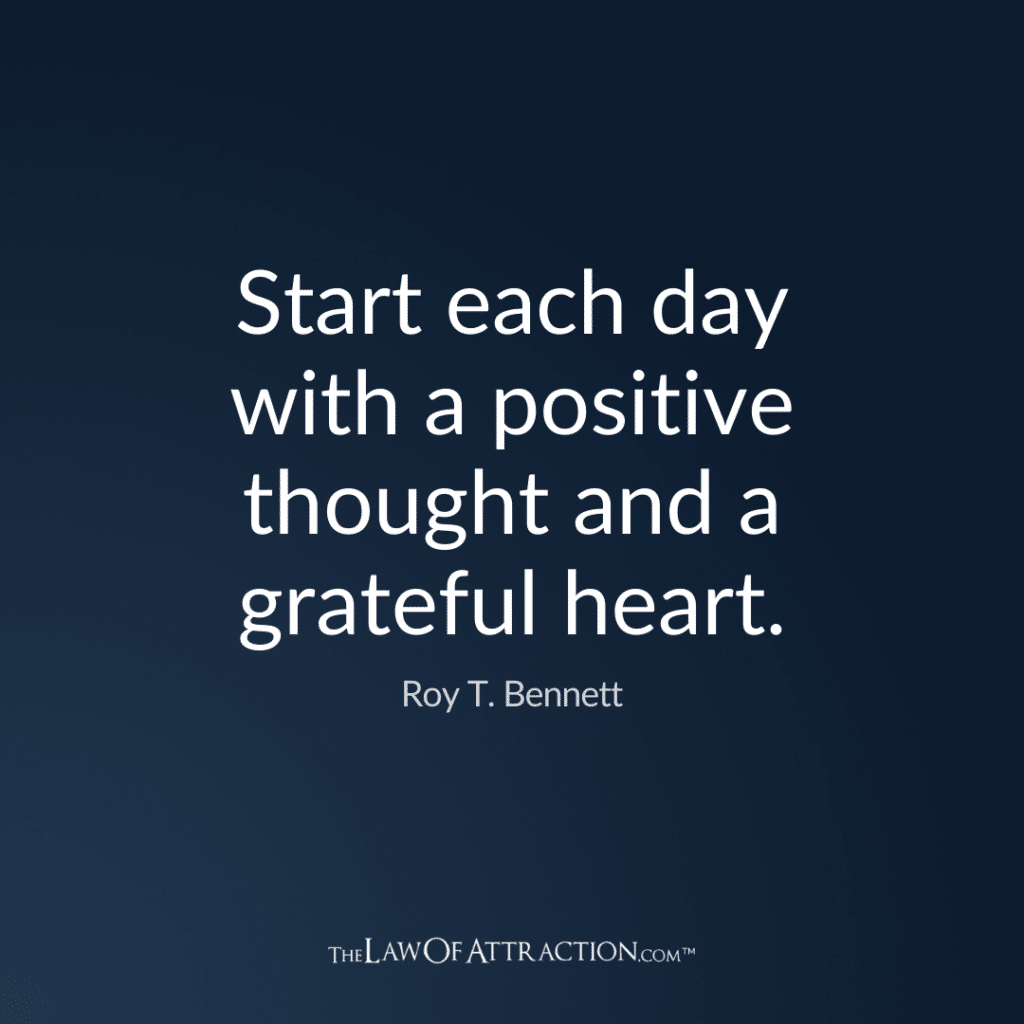 Start each day
with a positive
thought and a
grateful heart.
Roy T. Bennett
THELAWOFATTRACTION.COM™